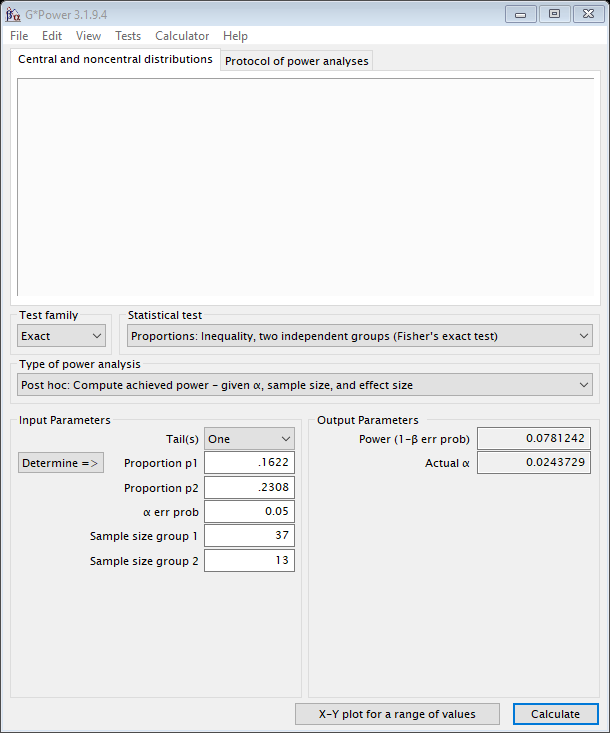 G*Power 3.1.9.4
File Edit View Tests Calculator Help
Central and noncentral distributions Protocol of power analyses
Test family
Exact
Statistical test
Proportions: Inequality, two independent groups (Fisher's exact test)
Type of power analysis
Post hoc: Compute achieved power – given α, sample size, and effect size
Input Parameters
Tail(s) One
Determine => Proportion p1 .1622
Proportion p2 .2308
α err prob 0.05
Sample size group 1 37
Sample size group 2 13
Output Parameters
Power (1-β err prob) 0.0781242
Actual α 0.0243729
X-Y plot for a range of values Calculate